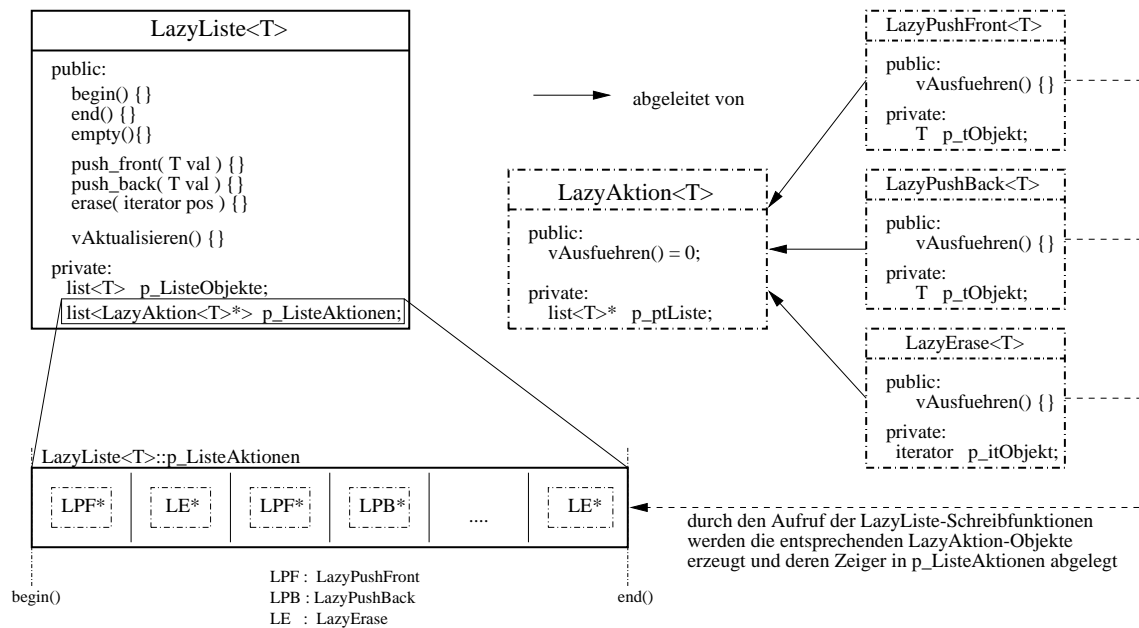 LazyListe<T>
public:
begin() {}
end() {}
empty(){}
push_front( T val ) {}
push_back( T val ) {}
erase( iterator pos ) {}
vAktualisieren() {}
private:
list<T> p_ListeObjekte;
list<LazyAktion<T>*> p_ListeAktionen;
abgeleitet von
LazyAktion<T>
public:
vAusfuehren() = 0;
private:
list<T>* p_ptListe;
LazyPushFront<T>
public:
vAusfuehren() {}
private:
T p_tObjekt;
LazyPushBack<T>
public:
vAusfuehren() {}
private:
T p_tObjekt;
LazyErase<T>
public:
vAusfuehren() {}
private:
iterator p_itObjekt;
LazyListe<T>::p_ListeAktionen
LPF* LE* LPF* LPB* .... LE*
durch den Aufruf der LazyListe-Schreibfunktionen
werden die entsprechenden LazyAktion-Objekte
erzeugt und deren Zeiger in p_ListeAktionen abgelegt
begin() end()
LPF : LazyPushFront
LPB : LazyPushBack
LE : LazyErase